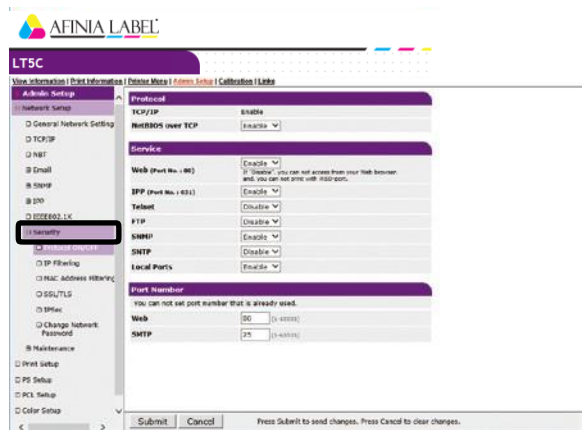 AFINIA LABEL
LT5C
View Information | Print Information | Printer Menu | Admin Setup | Calibration | Links
Admin Setup
Network Setup
General Network Setting
TCP/IP
NBT
Email
SNMP
IPP
IEEE802.1X
Security
Protocol ON/OFF
IP Filtering
MAC Address Filtering
SSL/TLS
IPSec
Change Network
Password
Maintenance
Print Setup
PS Setup
PCL Setup
Color Setup
Protocol
TCP/IP Enable
NetBIOS over TCP Enable
Service
Web (Port No. : 80) Enable
If "Disable", you can not access from your Web browser.
and, you can not print with WSD-port.
IPP (Port No. : 631) Enable
Telnet Disable
FTP Disable
SNMP Enable
SNTP Disable
Local Ports Enable
Port Number
You can not set port number that is already used.
Web 80
SMTP 25
Submit Cancel Press Submit to send changes. Press Cancel to clear changes.